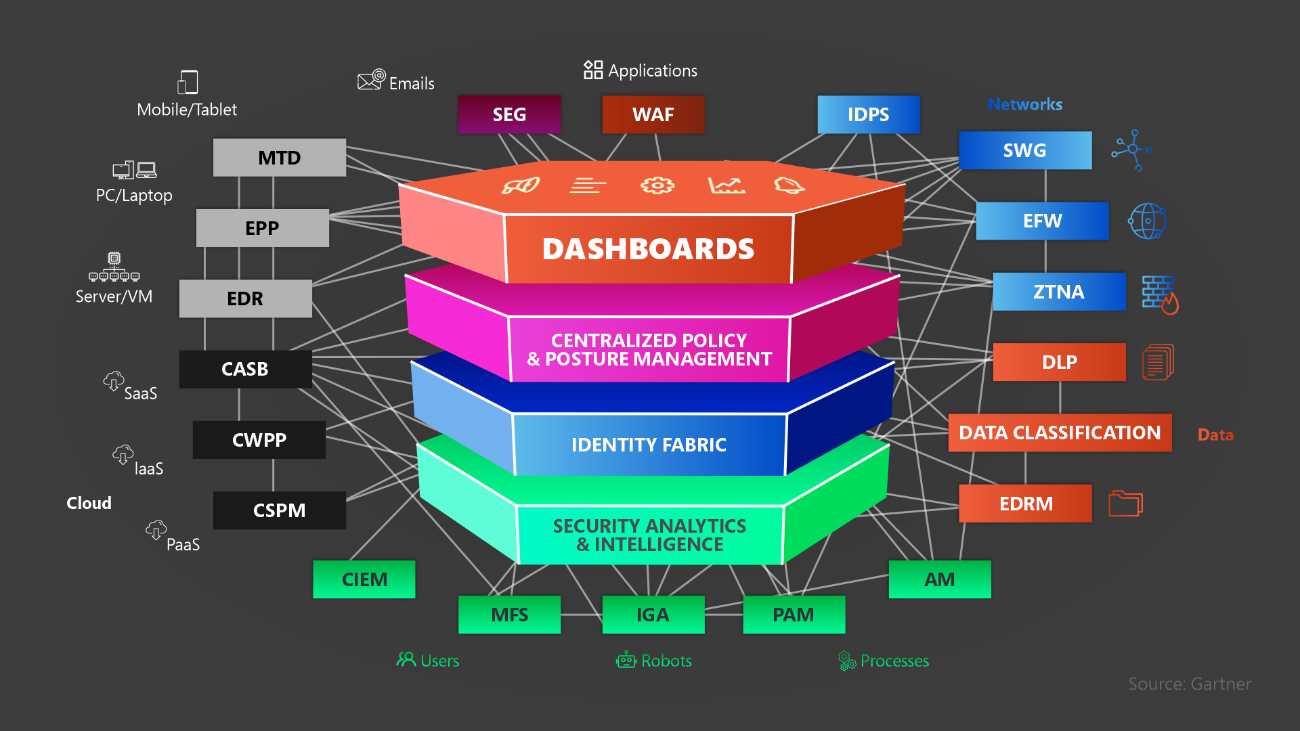 Applications
Emails
Mobile/Tablet
SEG
WAF
IDPS
Networks
MTD
SWG
PC/Laptop
EPP
EFW
DASHBOARDS
Server/VM
EDR
ZTNA
CENTRALIZED POLICY
& POSTURE MANAGEMENT
CASB
DLP
SaaS
CWPP
IDENTITY FABRIC
DATA CLASSIFICATION
Data
IaaS
Cloud
CSPM
EDRM
PaaS
SECURITY ANALYTICS
& INTELLIGENCE
CIEM
AM
MFS
IGA
PAM
Users
Robots
Processes
Source: Gartner